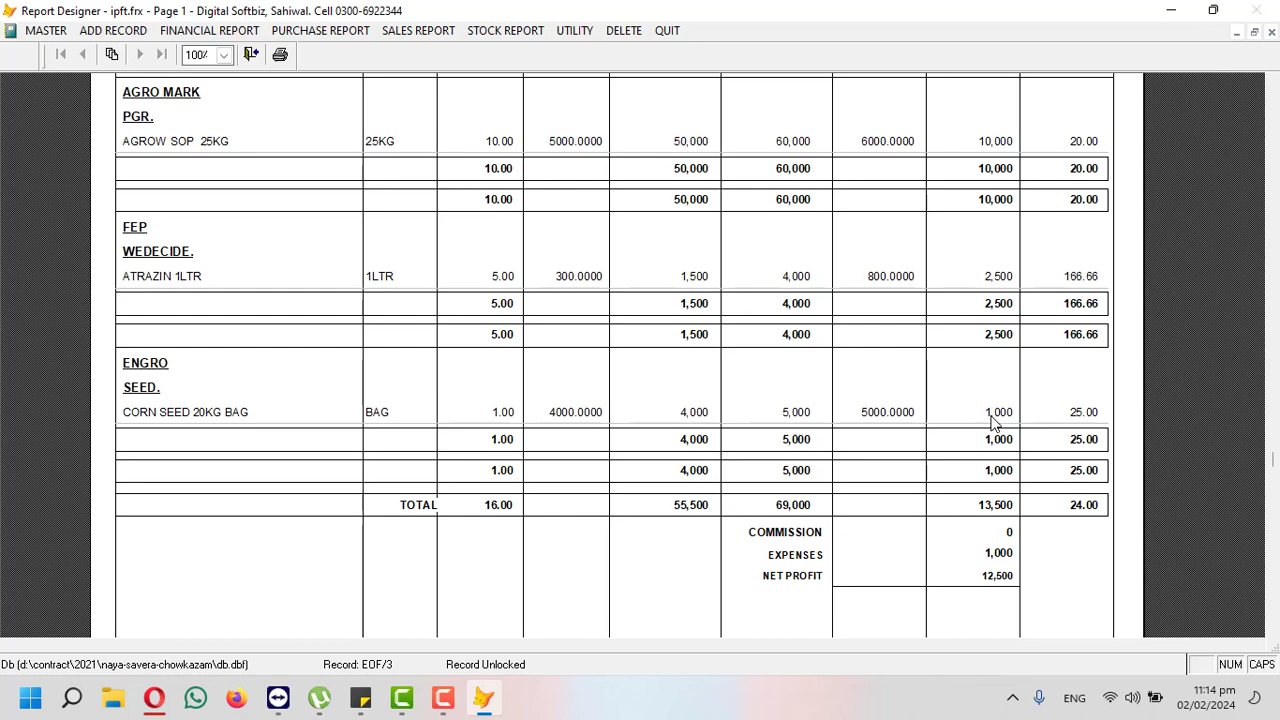 Report Designer - ipft.frx - Page 1 - Digital Softbiz, Sahiwal. Cell 0300-6922344
MASTER ADD RECORD FINANCIAL REPORT PURCHASE REPORT SALES REPORT STOCK REPORT UTILITY DELETE QUIT
100%
AGRO MARK
PGR.
AGROW SOP 25KG 25KG 10.00 5000.0000 50,000 60,000 6000.0000 10,000 20.00
10.00 50,000 60,000 10,000 20.00
10.00 50,000 60,000 10,000 20.00
FEP
WEDECIDE.
ATRAZIN 1LTR 1LTR 5.00 300.0000 1,500 4,000 800.0000 2,500 166.66
5.00 1,500 4,000 2,500 166.66
5.00 1,500 4,000 2,500 166.66
ENGRO
SEED.
CORN SEED 20KG BAG BAG 1.00 4000.0000 4,000 5,000 5000.0000 1,000 25.00
1.00 4,000 5,000 1,000 25.00
1.00 4,000 5,000 1,000 25.00
TOTAL 16.00 55,500 69,000 13,500 24.00
COMMISSION 0
EXPENSES 1,000
NET PROFIT 12,500
Db (d:\contract\2021\naya-savera-chowkazam\db.dbf) Record: EOF/3 Record Unlocked NUM CAPS
ENG 11:14 pm
02/02/2024